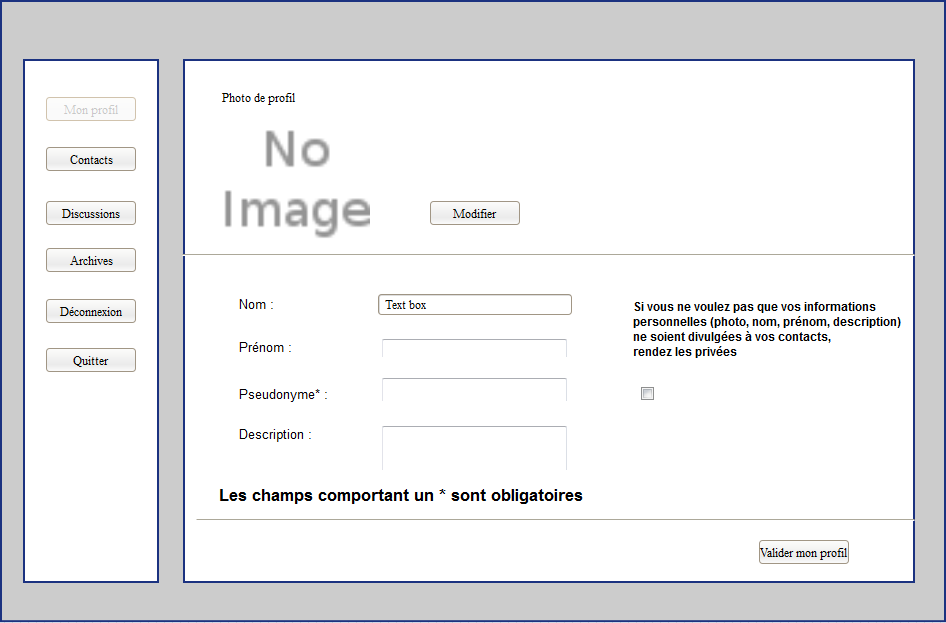 Mon profil
Contacts
Discussions
Archives
Déconnexion
Quitter
Photo de profil
No
Image
Modifier
Nom :
Text box
Prénom :
Pseudonyme* :
Description :
Si vous ne voulez pas que vos informations
personnelles (photo, nom, prénom, description)
ne soient divulgées à vos contacts,
rendez les privées
Les champs comportant un * sont obligatoires
Valider mon profil